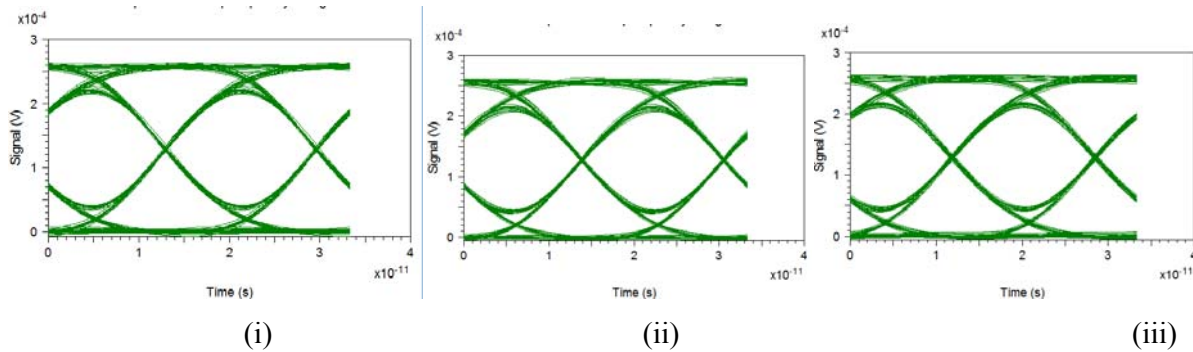 x10⁻⁴
3
2
1
0
Signal (V)
0 1 2 3 4
x10⁻¹¹
Time (s)
x10⁻⁴
3
2
1
0
Signal (V)
0 1 2 3 4
x10⁻¹¹
Time (s)
x10⁻⁴
3
2
1
0
Signal (V)
0 1 2 3 4
x10⁻¹¹
Time (s)
(i) (ii) (iii)